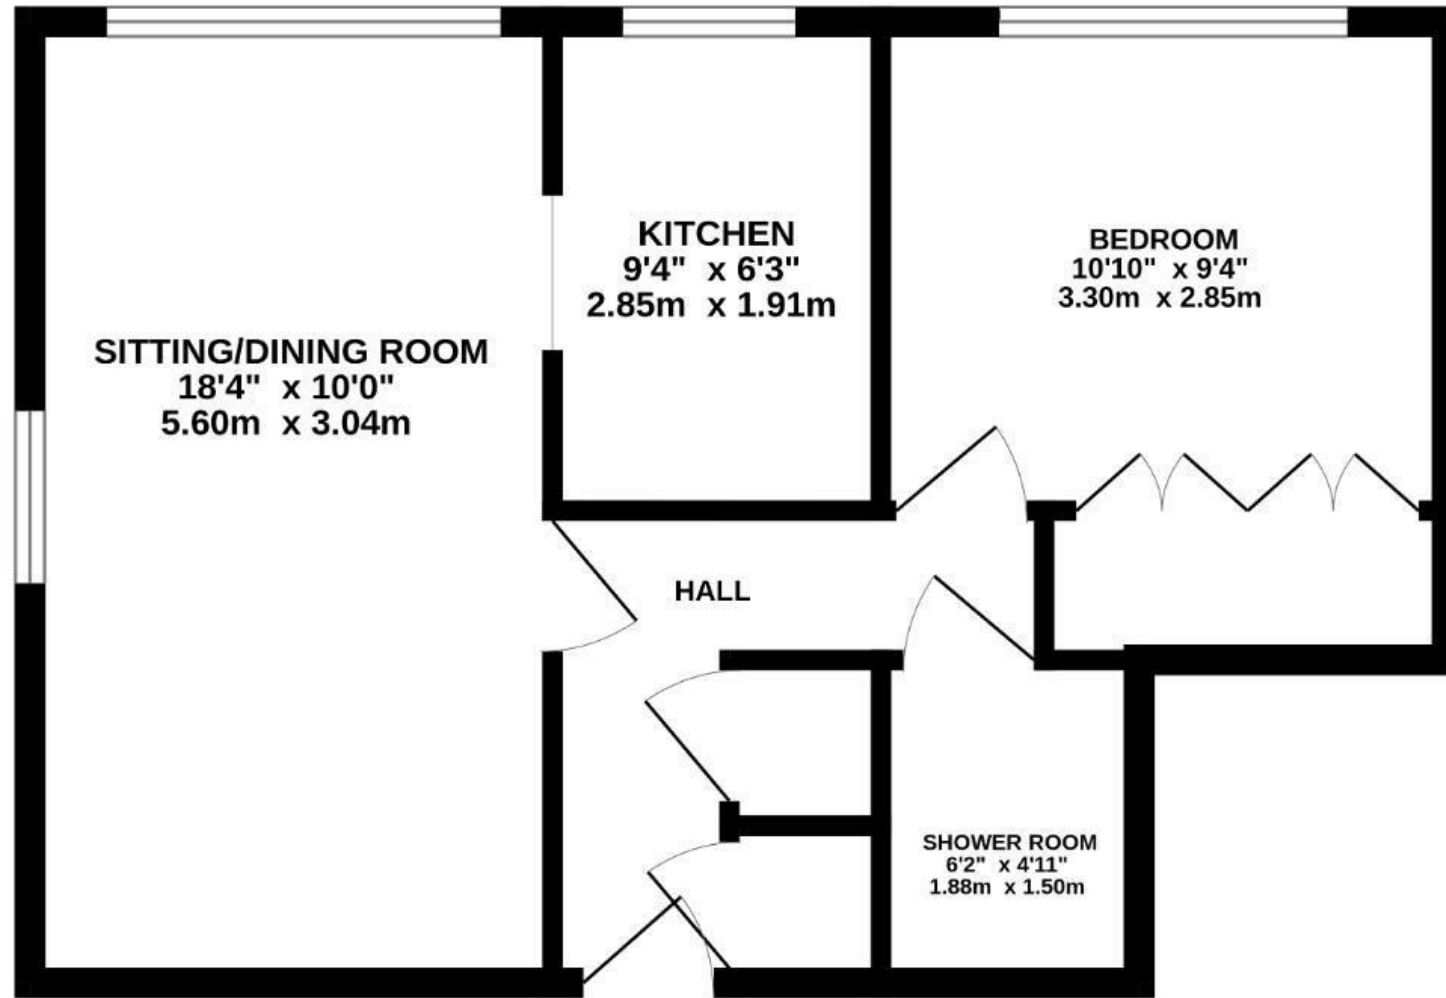 KITCHEN
9'4" x 6'3"
2.85m x 1.91m
BEDROOM
10'10" x 9'4"
3.30m x 2.85m
SITTING/DINING ROOM
18'4" x 10'0"
5.60m x 3.04m
HALL
SHOWER ROOM
6'2" x 4'11"
1.88m x 1.50m